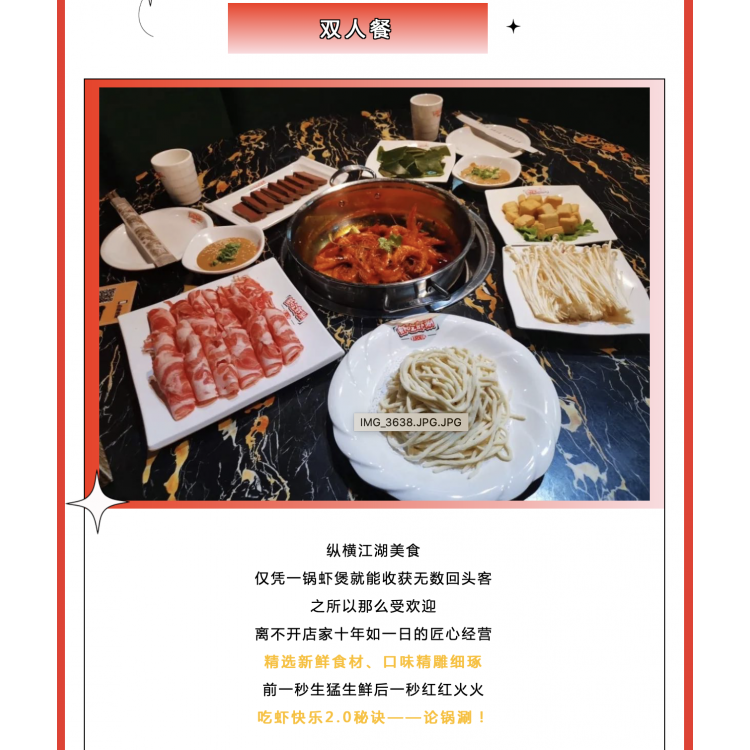 双人餐
IMG_3638.JPG.JPG
纵横江湖美食
仅凭一锅虾煲就能收获无数回头客
之所以那么受欢迎
离不开店家十年如一日的匠心经营
精选新鲜食材、口味精雕细琢
前一秒生猛生鲜后一秒红红火火
吃虾快乐2.0秘诀——论锅涮！